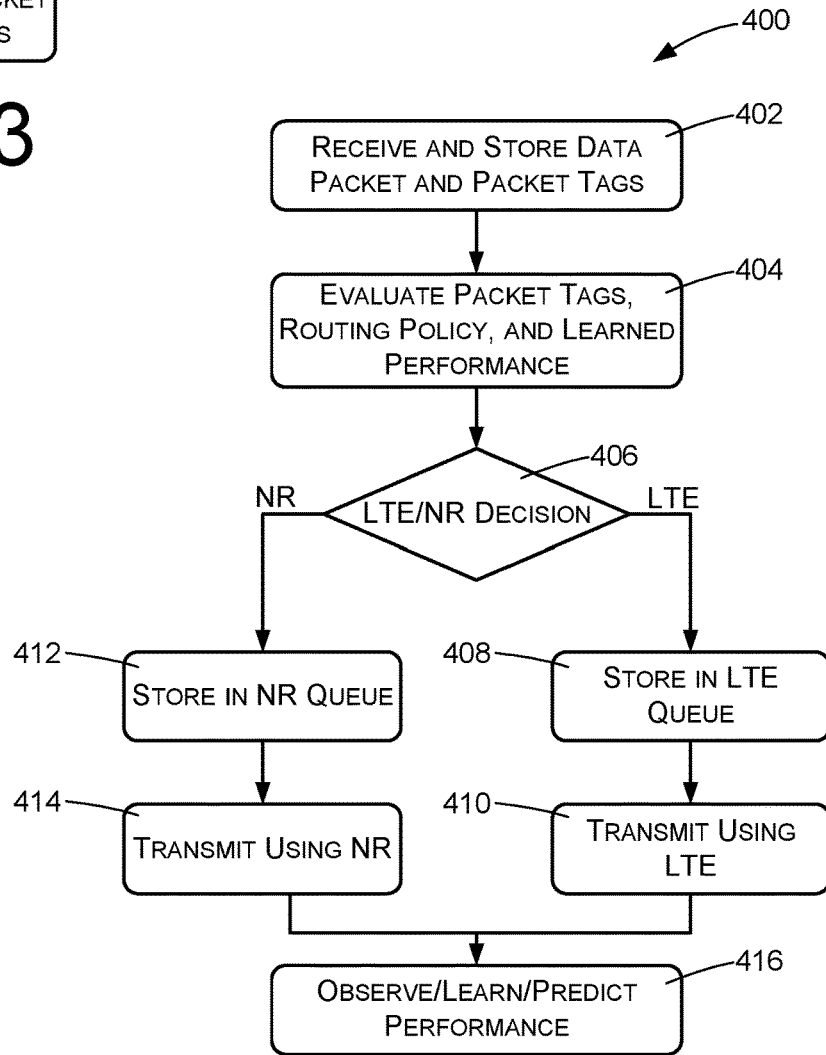 400
3
402
RECEIVE AND STORE DATA
PACKET AND PACKET TAGS
404
EVALUATE PACKET TAGS,
ROUTING POLICY, AND LEARNED
PERFORMANCE
406
NR
LTE/NR DECISION
LTE
412
STORE IN NR QUEUE
408
STORE IN LTE
QUEUE
414
TRANSMIT USING NR
410
TRANSMIT USING
LTE
416
OBSERVE/LEARN/PREDICT
PERFORMANCE